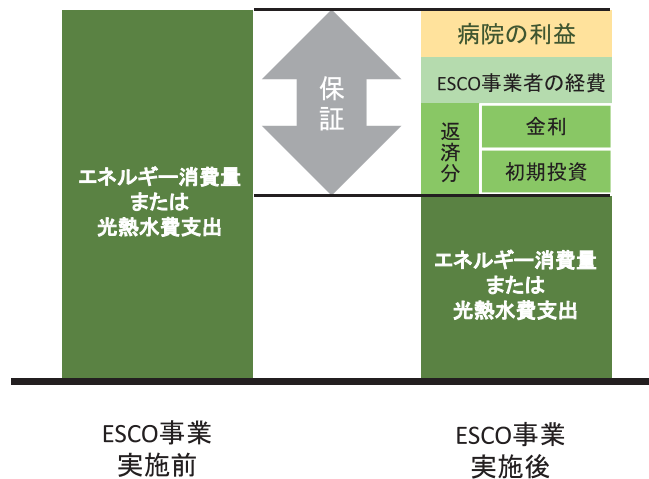 エネルギー消費量
または
光熱水費支出
保
証
病院の利益
ESCO事業者の経費
返
済
分
金利
初期投資
エネルギー消費量
または
光熱水費支出
ESCO事業
実施前
ESCO事業
実施後